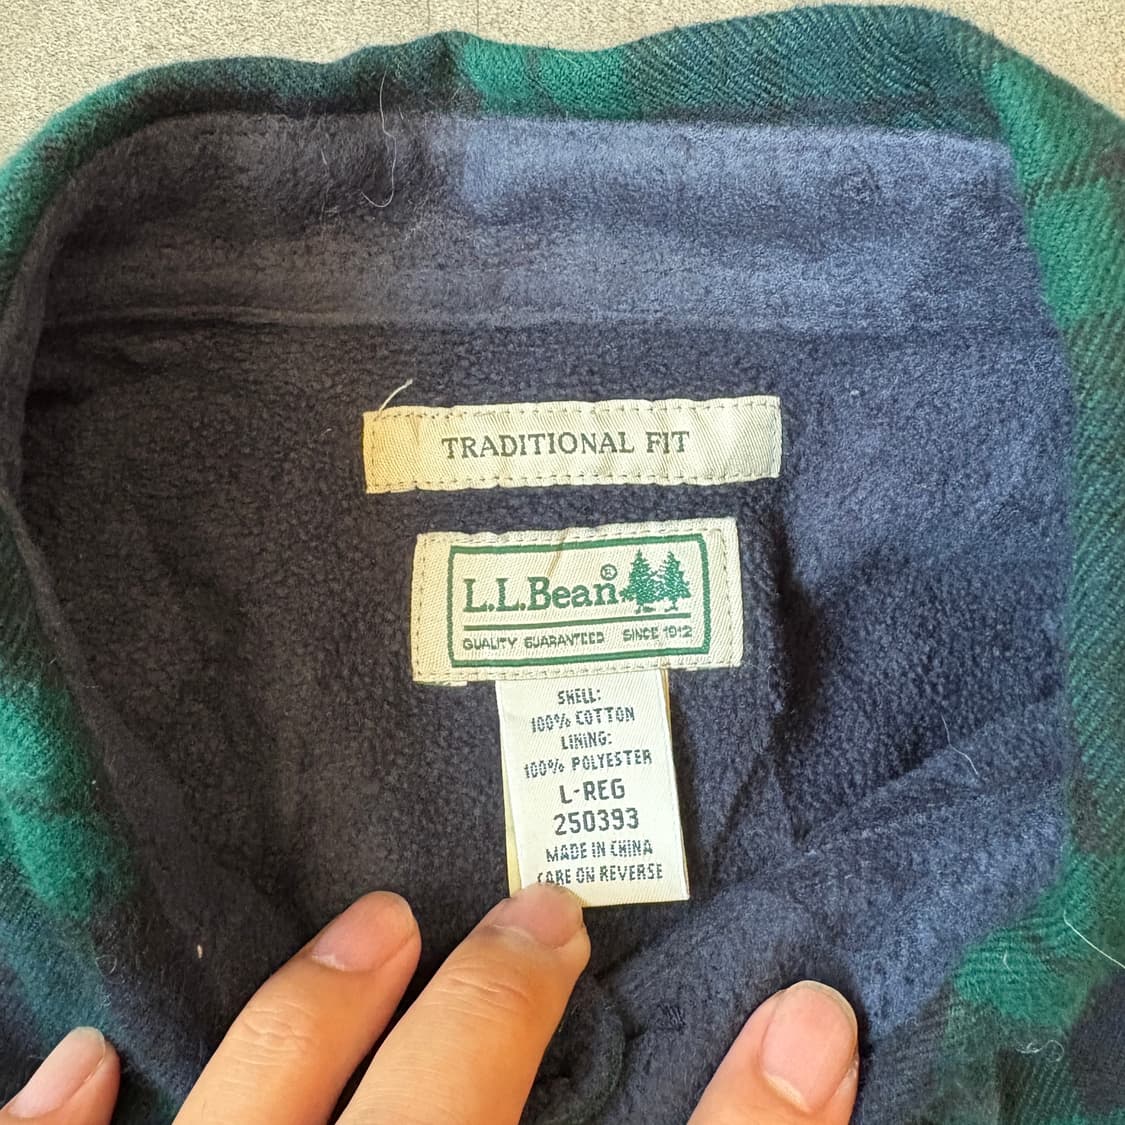 TRADITIONAL FIT
L.L.Bean®
QUALITY GUARANTEED SINCE 1912
SHELL:
100% COTTON
LINING:
100% POLYESTER
L-REG
250393
MADE IN CHINA
CARE ON REVERSE